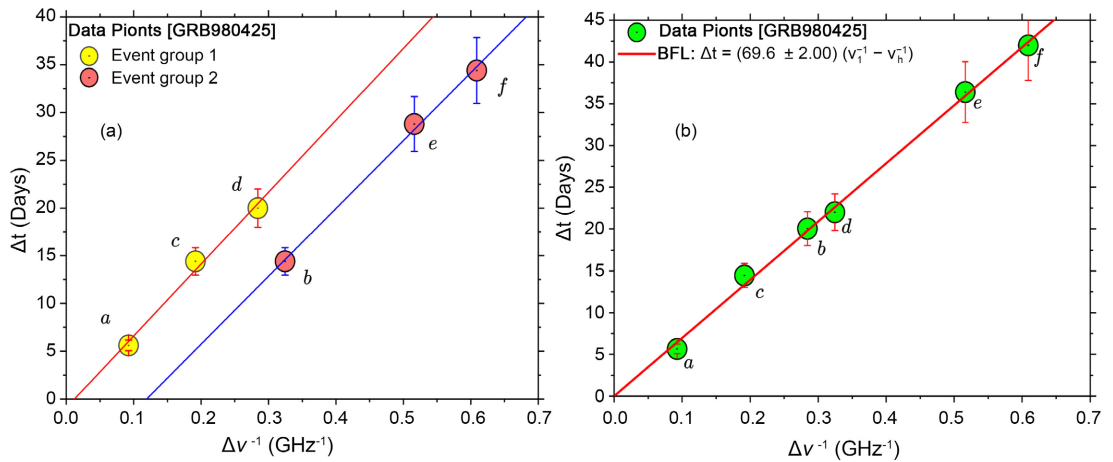 Data Pionts [GRB980425]
Event group 1
Event group 2
(a)
a
b
c
d
e
f
Δt (Days)
40
35
30
25
20
15
10
5
0
0.0 0.1 0.2 0.3 0.4 0.5 0.6 0.7
Δν ⁻¹ (GHz⁻¹)
Data Pionts [GRB980425]
BFL: Δt = (69.6 ± 2.00) (v₁⁻¹ − vₕ⁻¹)
(b)
a
b
c
d
e
f
Δt (Days)
45
40
35
30
25
20
15
10
5
0
0.0 0.1 0.2 0.3 0.4 0.5 0.6 0.7
Δν ⁻¹ (GHz⁻¹)